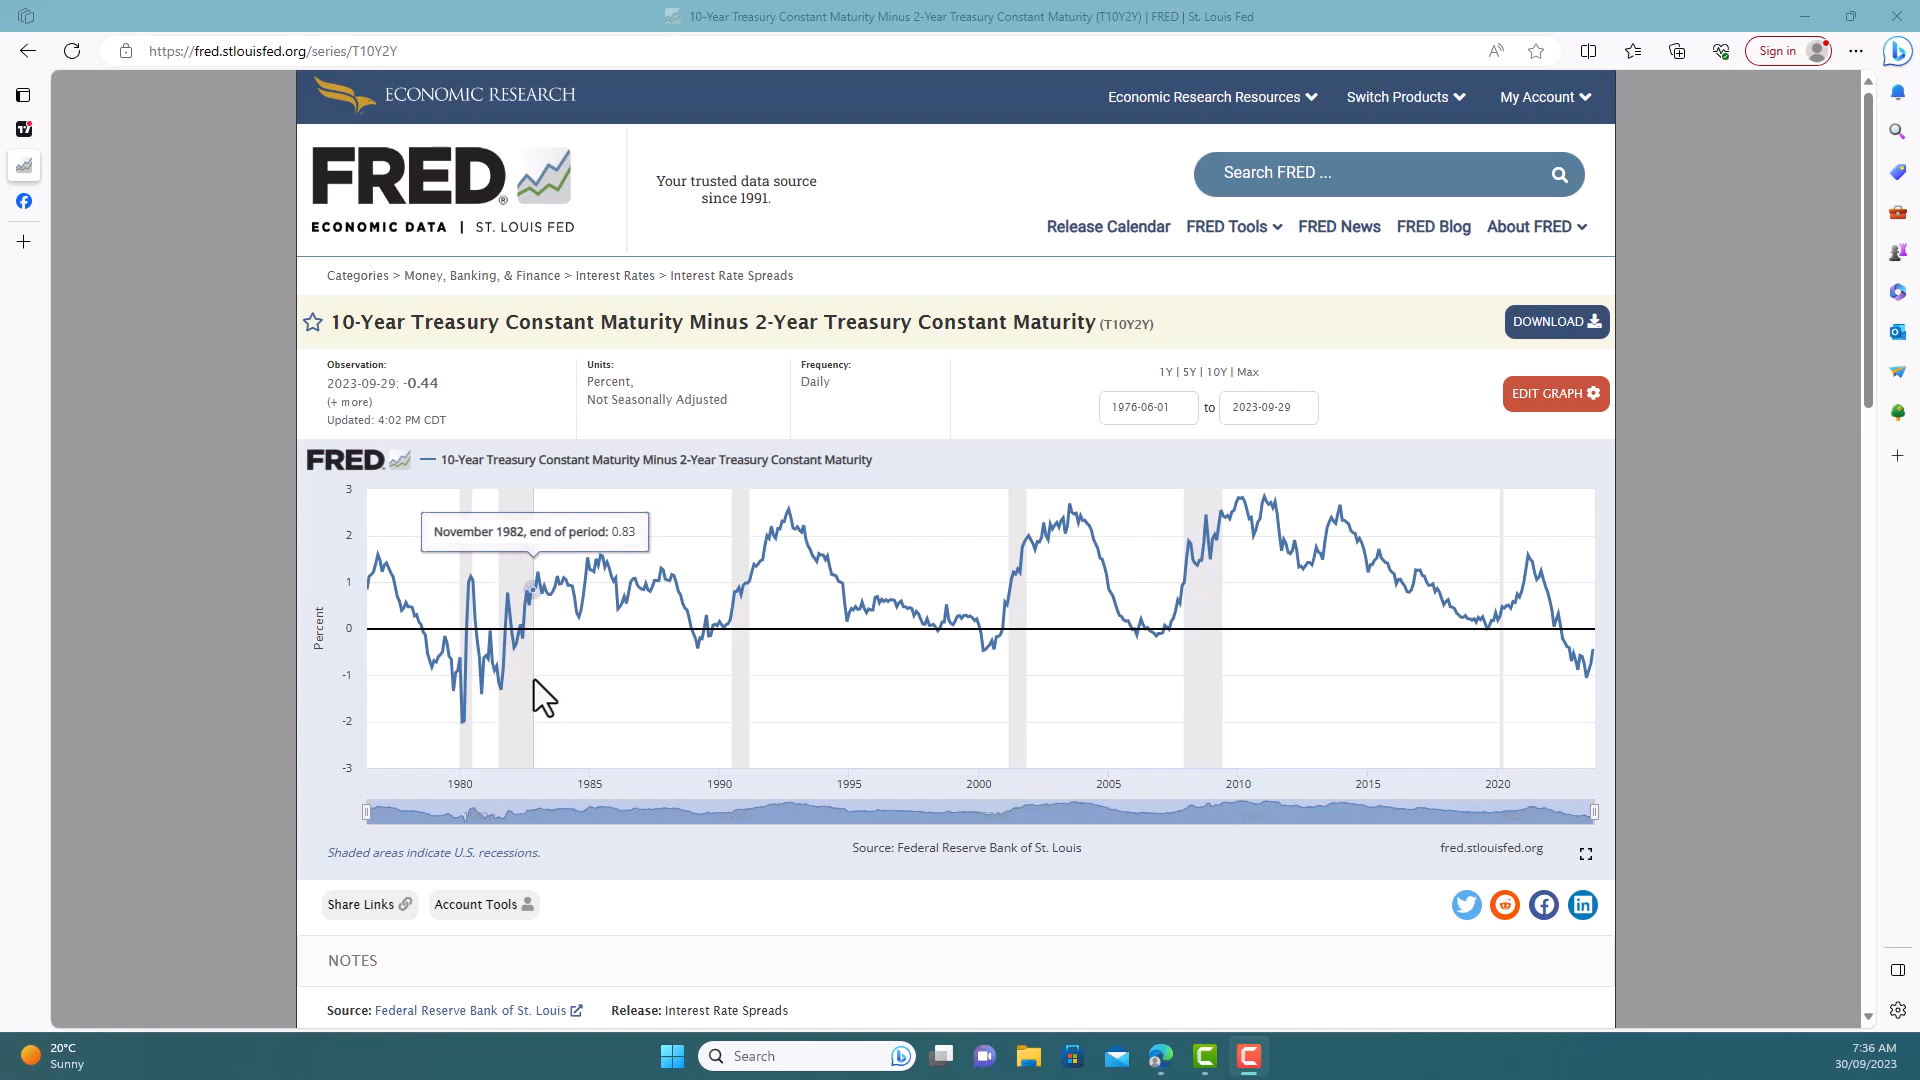 10-Year Treasury Constant Maturity Minus 2-Year Treasury Constant Maturity (T10Y2Y) | FRED | St. Louis Fed
https://fred.stlouisfed.org/series/T10Y2Y
Sign in
ECONOMIC RESEARCH
Economic Research Resources
Switch Products
My Account
FRED®
ECONOMIC DATA | ST. LOUIS FED
Your trusted data source
since 1991.
Search FRED ...
Release Calendar
FRED Tools
FRED News
FRED Blog
About FRED
Categories > Money, Banking, & Finance > Interest Rates > Interest Rate Spreads
10-Year Treasury Constant Maturity Minus 2-Year Treasury Constant Maturity (T10Y2Y)
DOWNLOAD
Observation:
2023-09-29: -0.44
(+ more)
Updated: 4:02 PM CDT
Units:
Percent,
Not Seasonally Adjusted
Frequency:
Daily
1Y | 5Y | 10Y | Max
1976-06-01 to 2023-09-29
EDIT GRAPH
FRED
10-Year Treasury Constant Maturity Minus 2-Year Treasury Constant Maturity
3
2
1
0
-1
-2
-3
Percent
November 1982, end of period: 0.83
1980 1985 1990 1995 2000 2005 2010 2015 2020
Shaded areas indicate U.S. recessions.
Source: Federal Reserve Bank of St. Louis
fred.stlouisfed.org
Share Links
Account Tools
NOTES
Source: Federal Reserve Bank of St. Louis
Release: Interest Rate Spreads
20°C
Sunny
Search
7:36 AM
30/09/2023